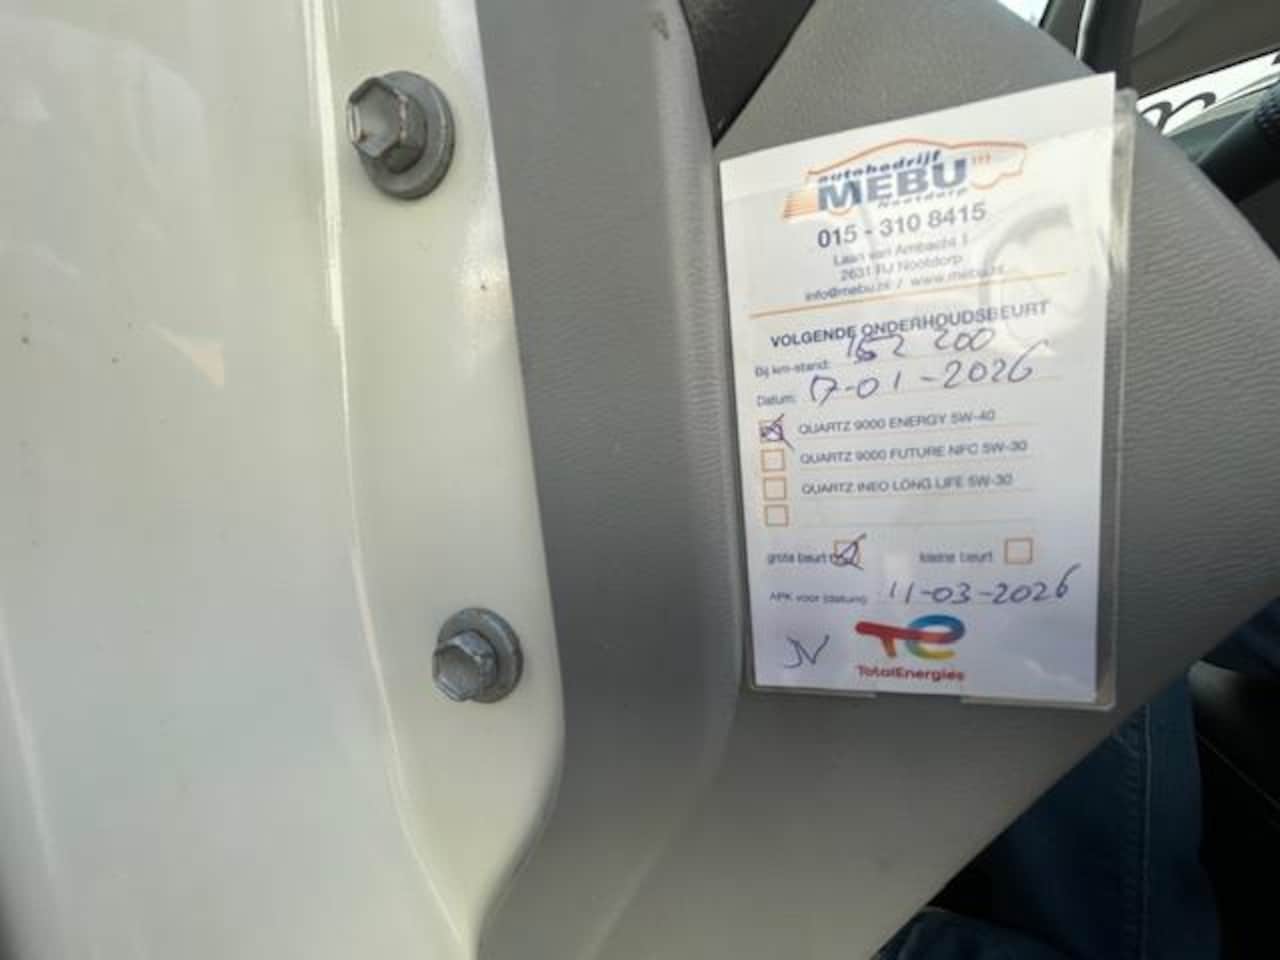 autobedrijf
MEBU
Nootdorp
015 - 310 8415
Laan van Ambacht 1
2631 RJ Nootdorp
info@mebu.nl / www.mebu.nl
VOLGENDE ONDERHOUDSBEURT
Bij km-stand: 200
Datum: 17-01-2026
QUARTZ 9000 ENERGY 5W-40
QUARTZ 9000 FUTURE NFC 5W-30
QUARTZ INEO LONG LIFE 5W-30
grote beurt kleine beurt
APK voor (datum): 11-03-2026
JV
TotalEnergies